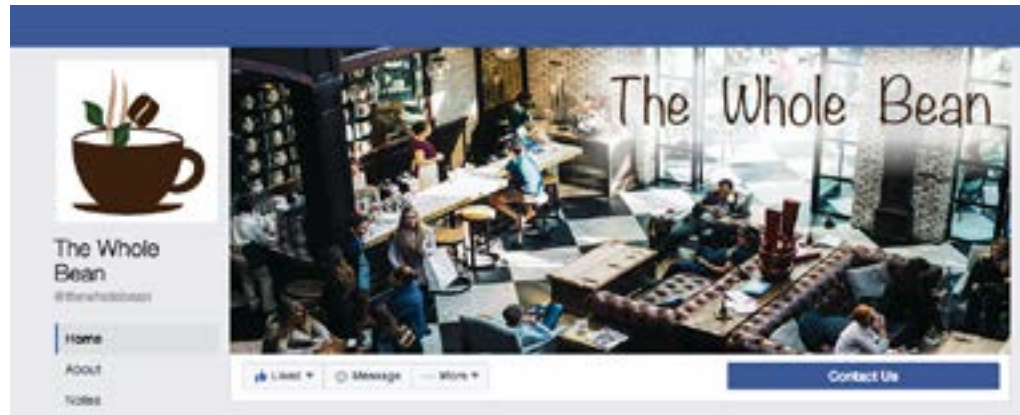 The Whole Bean
The Whole
Bean
@thewholebean
Home
About
Notes
Liked
Message
More
Contact Us